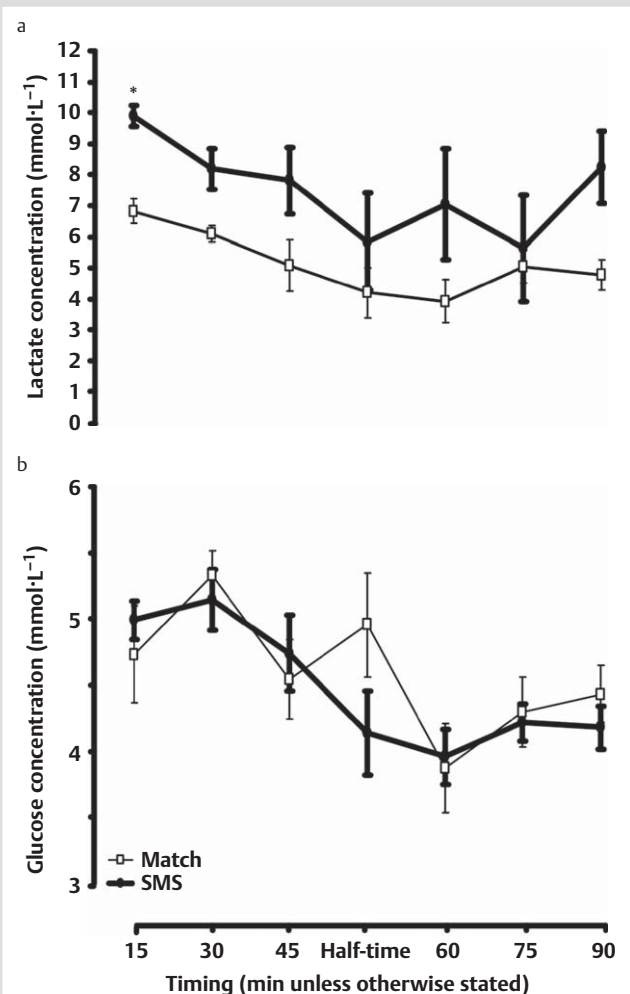 a
12
11
10
9
8
7
6
5
4
3
2
1
0
Lactate concentration (mmol·L⁻¹)
*
b
6
5
4
3
Glucose concentration (mmol·L⁻¹)
Match
SMS
15 30 45 Half-time 60 75 90
Timing (min unless otherwise stated)